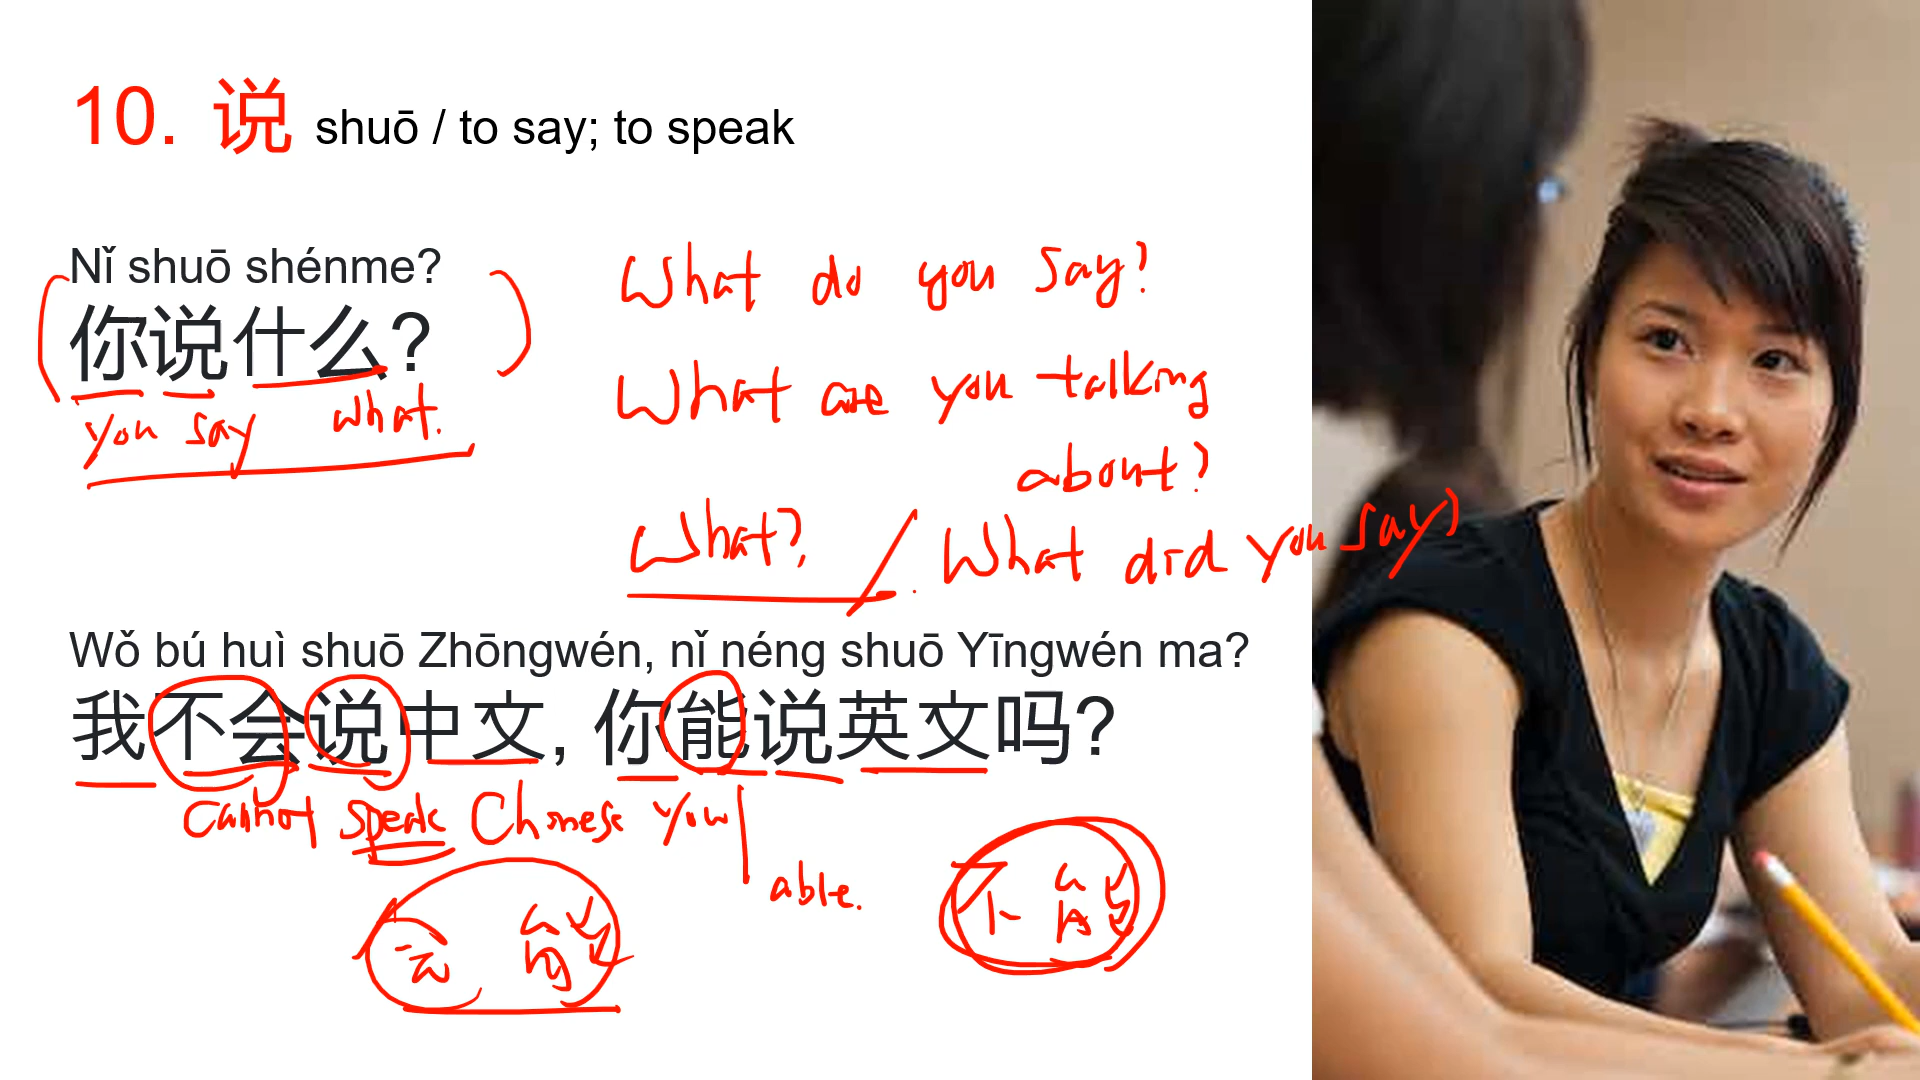 10. 说 shuō / to say; to speak
Nǐ shuō shénme?
你说什么?
you say what.
What do you say?
What are you talking
about?
What? / What did you say?
Wǒ bú huì shuō Zhōngwén, nǐ néng shuō Yīngwén ma?
我不会说中文, 你能说英文吗?
cannot speak Chinese you
able.
会 能
不 能